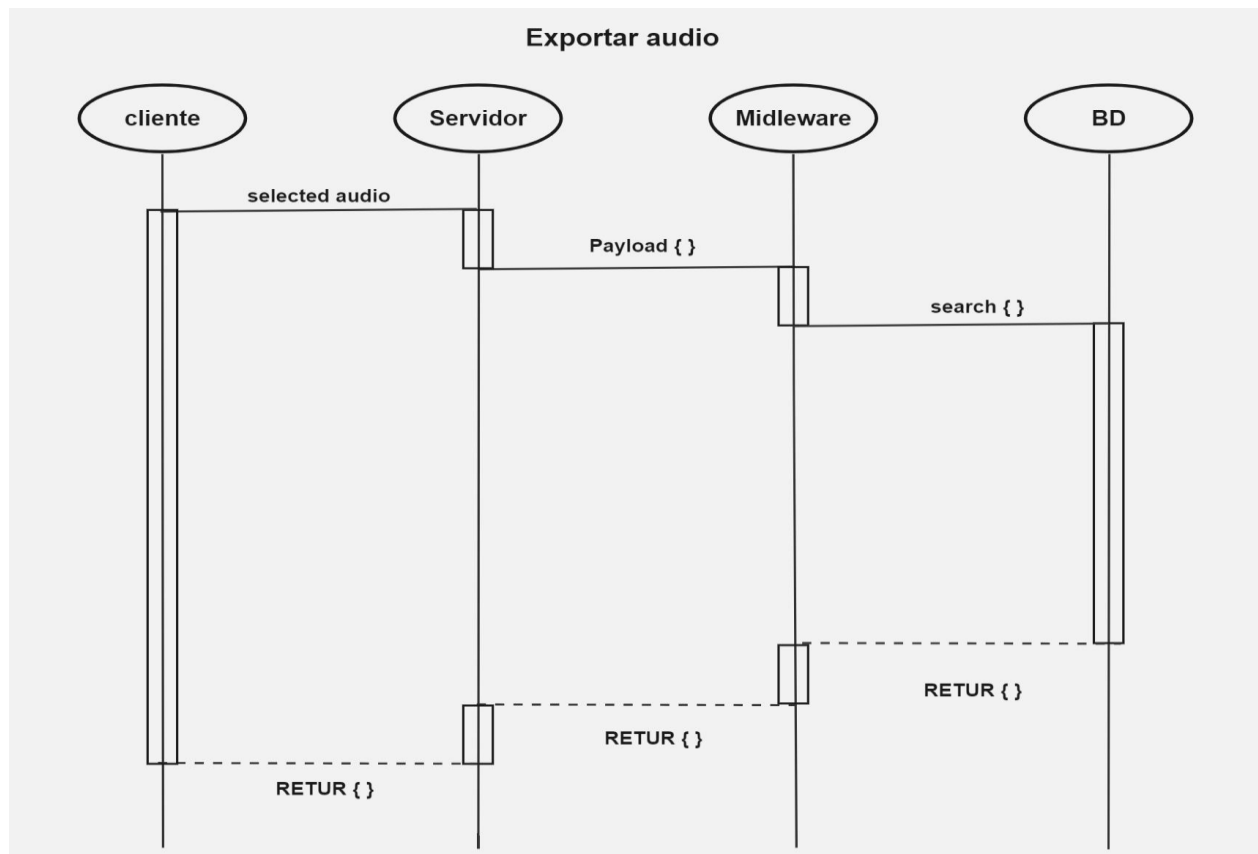 Exportar audio
cliente
Servidor
Midleware
BD
selected audio
Payload { }
search { }
RETUR { }
RETUR { }
RETUR { }